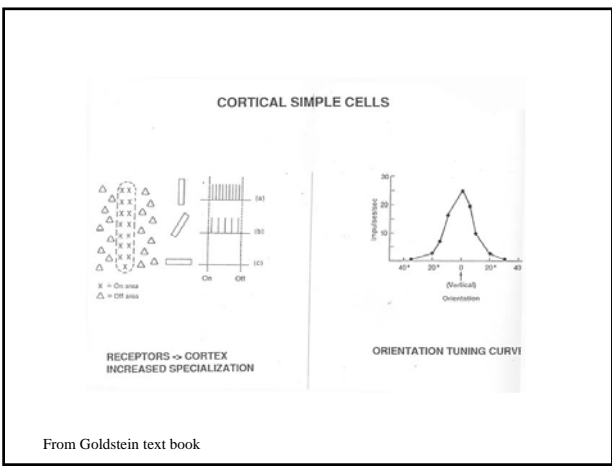 CORTICAL SIMPLE CELLS
(a)
(b)
(c)
On Off
X = On area
△ = Off area
RECEPTORS -> CORTEX
INCREASED SPECIALIZATION
30
20
10
Impulses/sec
40° 20° 0 20° 40
(Vertical)
Orientation
ORIENTATION TUNING CURVE
From Goldstein text book